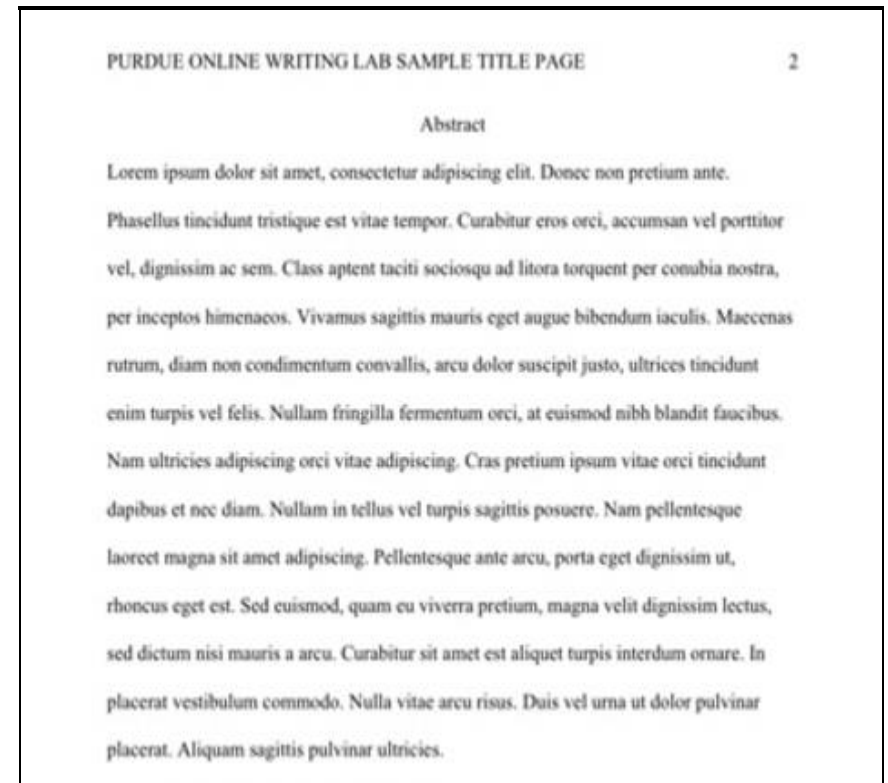 PURDUE ONLINE WRITING LAB SAMPLE TITLE PAGE 2
Abstract
Lorem ipsum dolor sit amet, consectetur adipiscing elit. Donec non pretium ante.
Phasellus tincidunt tristique est vitae tempor. Curabitur eros orci, accumsan vel porttitor
vel, dignissim ac sem. Class aptent taciti sociosqu ad litora torquent per conubia nostra,
per inceptos himenaeos. Vivamus sagittis mauris eget augue bibendum iaculis. Maecenas
rutrum, diam non condimentum convallis, arcu dolor suscipit justo, ultrices tincidunt
enim turpis vel felis. Nullam fringilla fermentum orci, at euismod nibh blandit faucibus.
Nam ultricies adipiscing orci vitae adipiscing. Cras pretium ipsum vitae orci tincidunt
dapibus et nec diam. Nullam in tellus vel turpis sagittis posuere. Nam pellentesque
laoreet magna sit amet adipiscing. Pellentesque ante arcu, porta eget dignissim ut,
rhoncus eget est. Sed euismod, quam eu viverra pretium, magna velit dignissim lectus,
sed dictum nisi mauris a arcu. Curabitur sit amet est aliquet turpis interdum ornare. In
placerat vestibulum commodo. Nulla vitae arcu risus. Duis vel urna ut dolor pulvinar
placerat. Aliquam sagittis pulvinar ultricies.